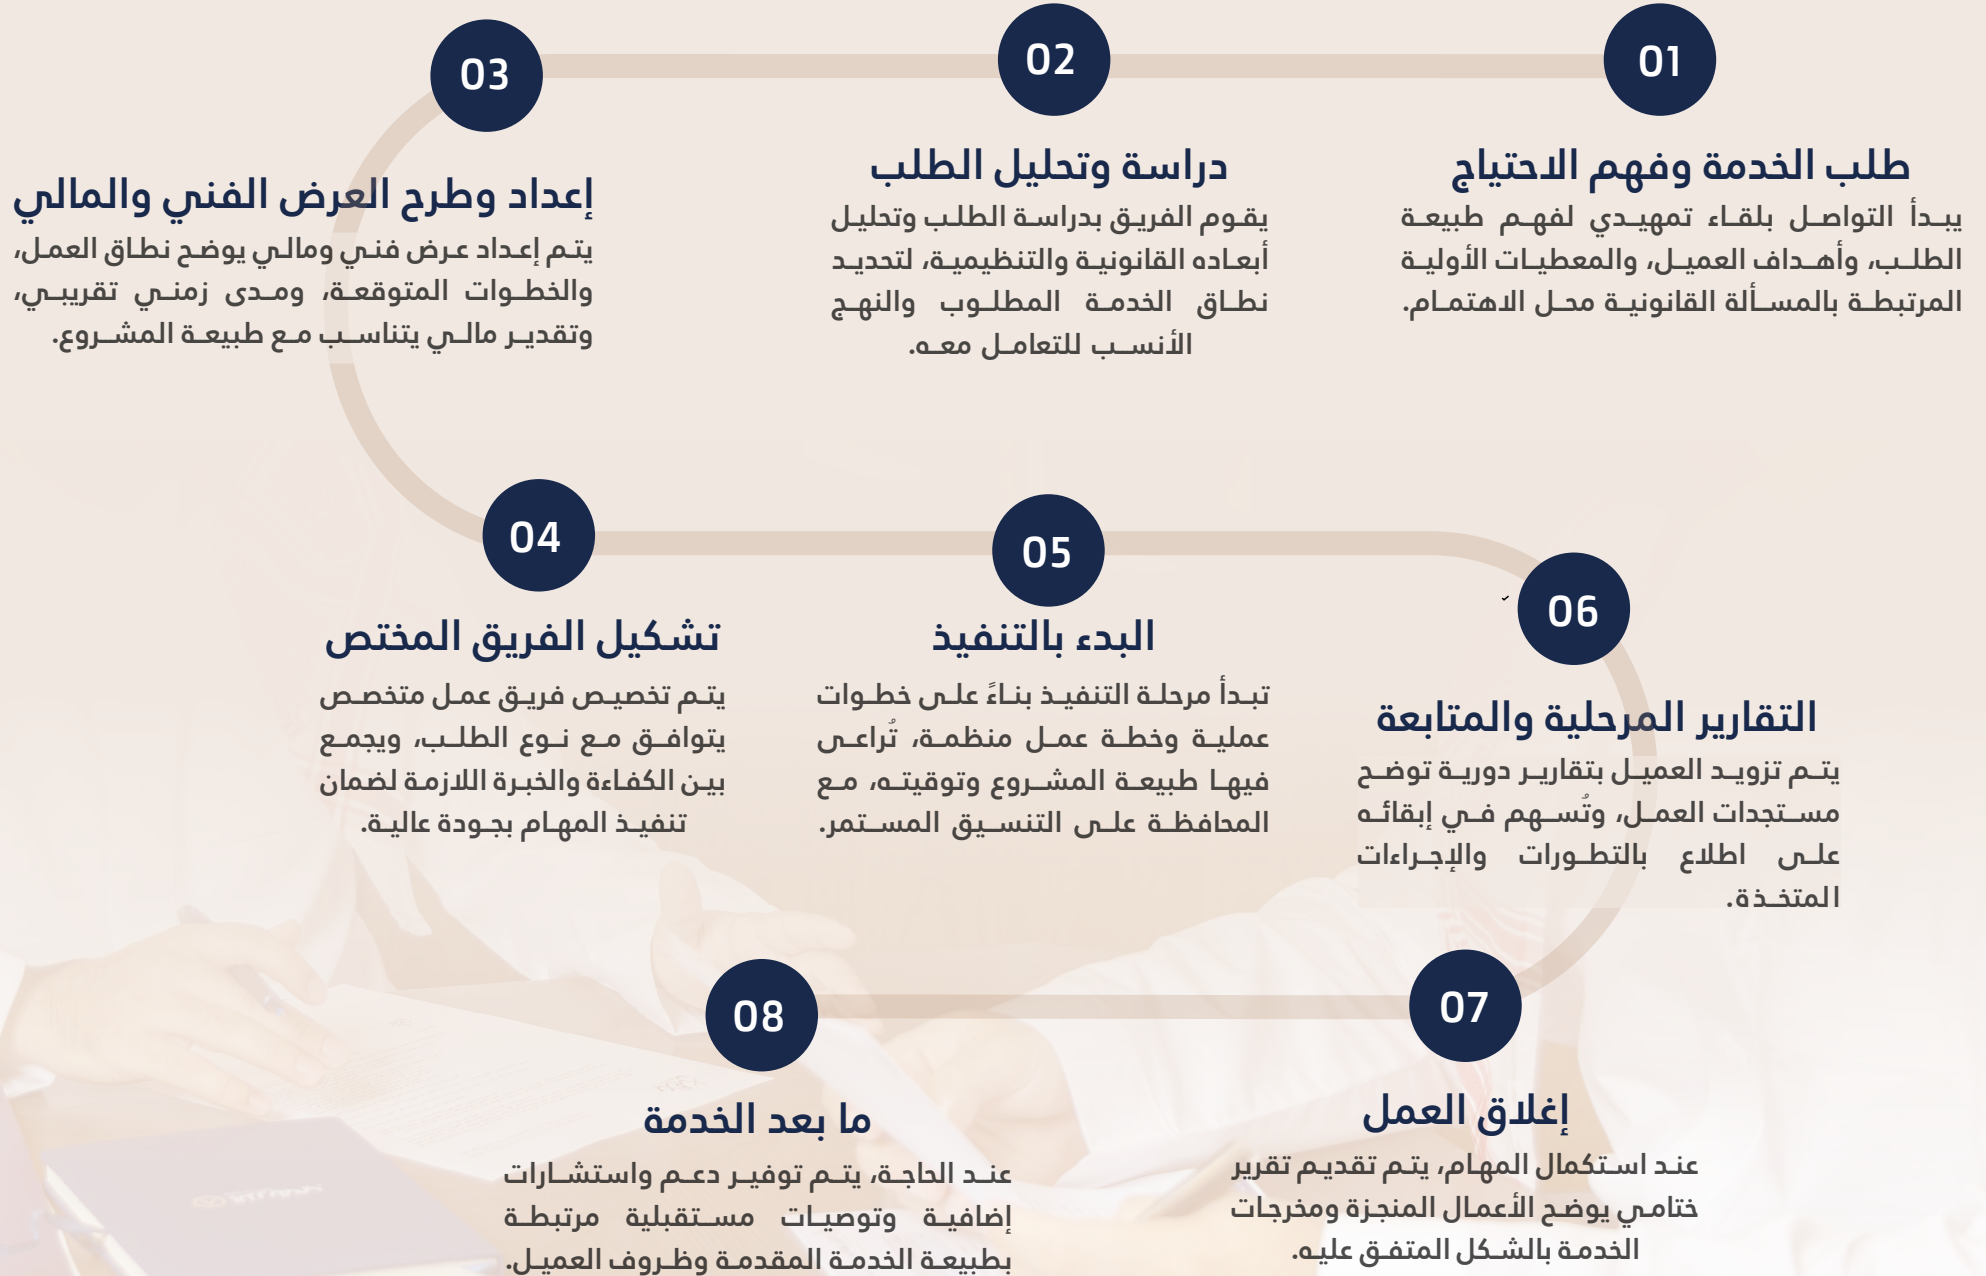 01
طلب الخدمة وفهم الاحتياج
يبدأ التواصل بلقاء تمهيدي لفهم طبيعة
الطلب، وأهداف العميل، والمعطيات الأولية
المرتبطة بالمسألة القانونية محل الاهتمام.
02
دراسة وتحليل الطلب
يقوم الفريق بدراسة الطلب وتحليل
أبعاده القانونية والتنظيمية، لتحديد
نطاق الخدمة المطلوب والنهج
الأنسب للتعامل معه.
03
إعداد وطرح العرض الفني والمالي
يتم إعداد عرض فني ومالي يوضح نطاق العمل،
والخطوات المتوقعة، ومدى زمني تقريبي،
وتقدير مالي يتناسب مع طبيعة المشروع.
04
تشكيل الفريق المختص
يتم تخصيص فريق عمل متخصص
يتوافق مع نوع الطلب، ويجمع
بين الكفاءة والخبرة اللازمة لضمان
تنفيذ المهام بجودة عالية.
05
البدء بالتنفيذ
تبدأ مرحلة التنفيذ بناءً على خطوات
عملية وخطة عمل منظمة، تُراعى
فيها طبيعة المشروع وتوقيته، مع
المحافظة على التنسيق المستمر.
06
التقارير المرحلية والمتابعة
يتم تزويد العميل بتقارير دورية توضح
مستجدات العمل، وتُسهم في إبقائه
على اطلاع بالتطورات والإجراءات
المتخذة.
07
إغلاق العمل
عند استكمال المهام، يتم تقديم تقرير
ختامي يوضح الأعمال المنجزة ومخرجات
الخدمة بالشكل المتفق عليه.
08
ما بعد الخدمة
عند الحاجة، يتم توفير دعم واستشارات
إضافية وتوصيات مستقبلية مرتبطة
بطبيعة الخدمة المقدمة وظروف العميل.